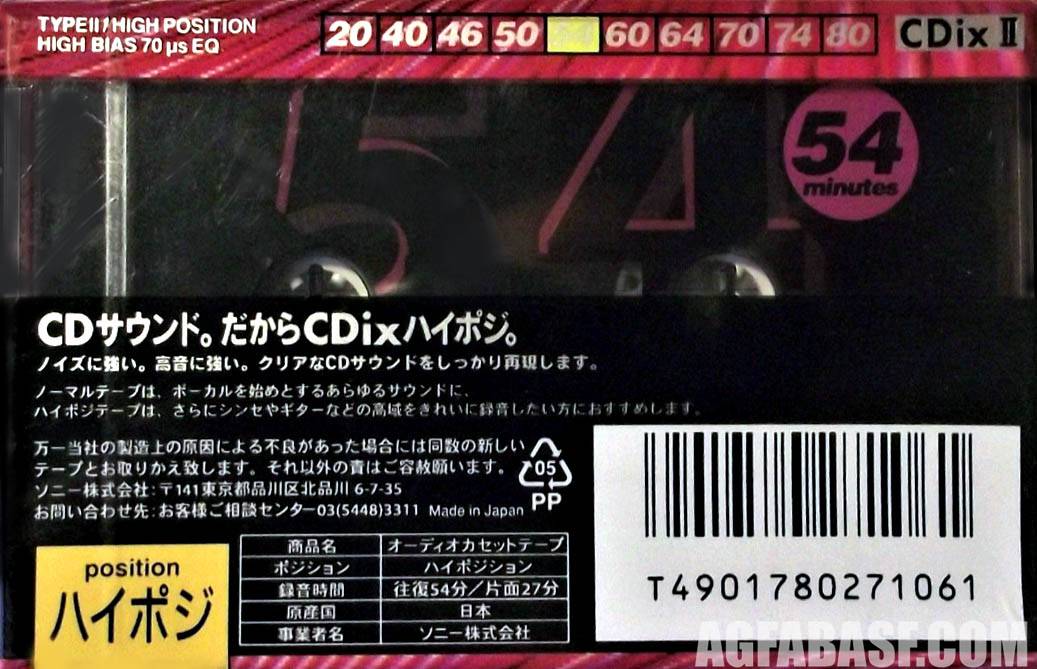 TYPEII/HIGH POSITION
HIGH BIAS 70 μs EQ
20 40 46 50 54 60 64 70 74 80
CDix II
54
54
minutes
CDサウンド。だからCDixハイポジ。
ノイズに強い。高音に強い。クリアなCDサウンドをしっかり再現します。
ノーマルテープは、ボーカルを始めとするあらゆるサウンドに、
ハイポジテープは、さらにシンセやギターなどの高域をきれいに録音したい方におすすめします。
万一当社の製造上の原因による不良があった場合には同数の新しい
テープとお取りかえ致します。それ以外の責はご容赦願います。
ソニー株式会社:〒141東京都品川区北品川 6-7-35
お問い合わせ先:お客様ご相談センター03(5448)3311 Made in Japan
05
PP
position
ハイポジ
商品名 オーディオカセットテープ
ポジション ハイポジション
録音時間 往復54分/片面27分
原産国 日本
事業者名 ソニー株式会社
T4901780271061
AGFABASF.COM